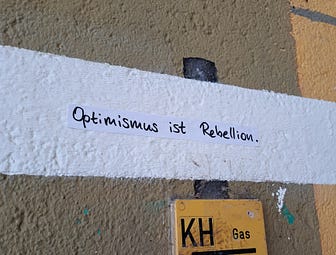 Optimismus ist Rebellion.
KH Gas